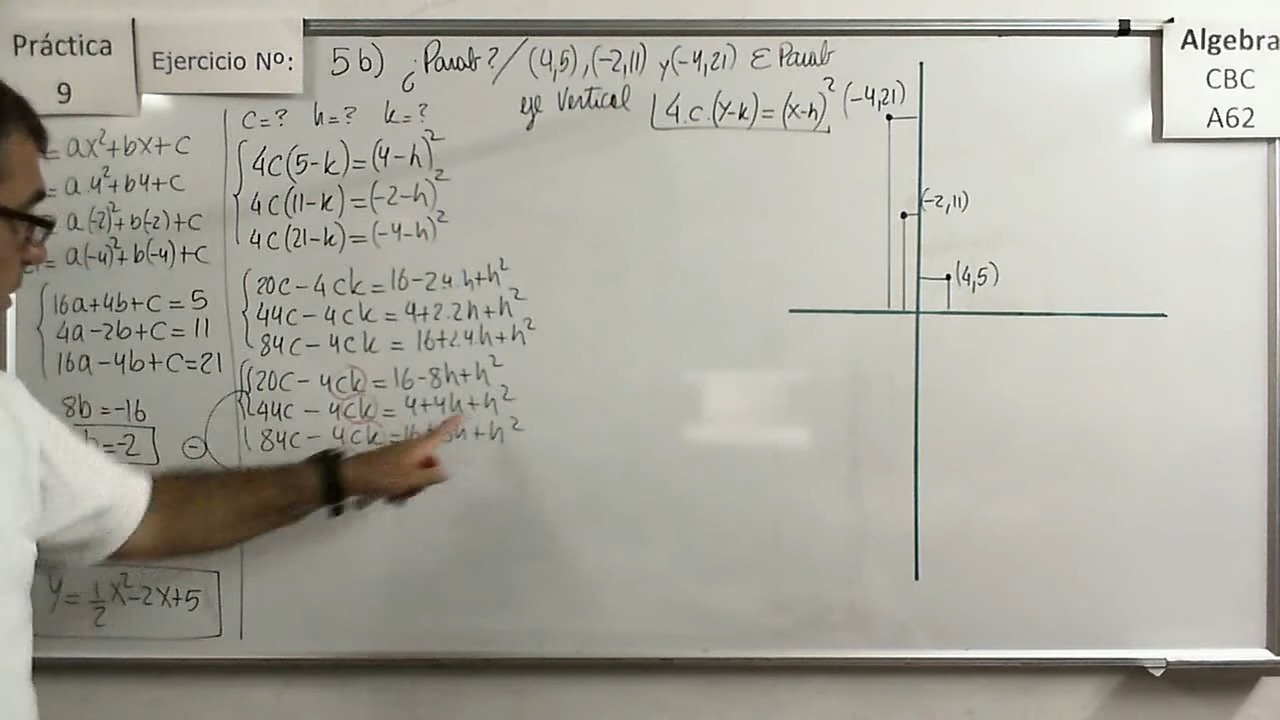 Práctica
9
Ejercicio Nº:
5 b) ¿Parab?/(4,5),(-2,11) y(-4,21) ∈ Parab
eje Vertical 4.c.(y-k)=(x-h)²
Algebra
CBC
A62
= ax²+bx+c
= a.4²+b4+c
= a(-2)²+b(-2)+c
= a(-4)²+b(-4)+c
16a+4b+c=5
4a-2b+c=11
16a-4b+c=21
8b=-16
b=-2
y=½x²-2x+5
c=? h=? k=?
4c(5-k)=(4-h)²
4c(11-k)=(-2-h)²
4c(21-k)=(-4-h)²
20c-4ck=16-2.4.h+h²
44c-4ck=4+2.2h+h²
84c-4ck=16+2.4h+h²
20c-4ck=16-8h+h²
44c-4ck=4+4h+h²
84c-4ck=16+8h+h²
⊖
(-4,21)
(-2,11)
(4,5)